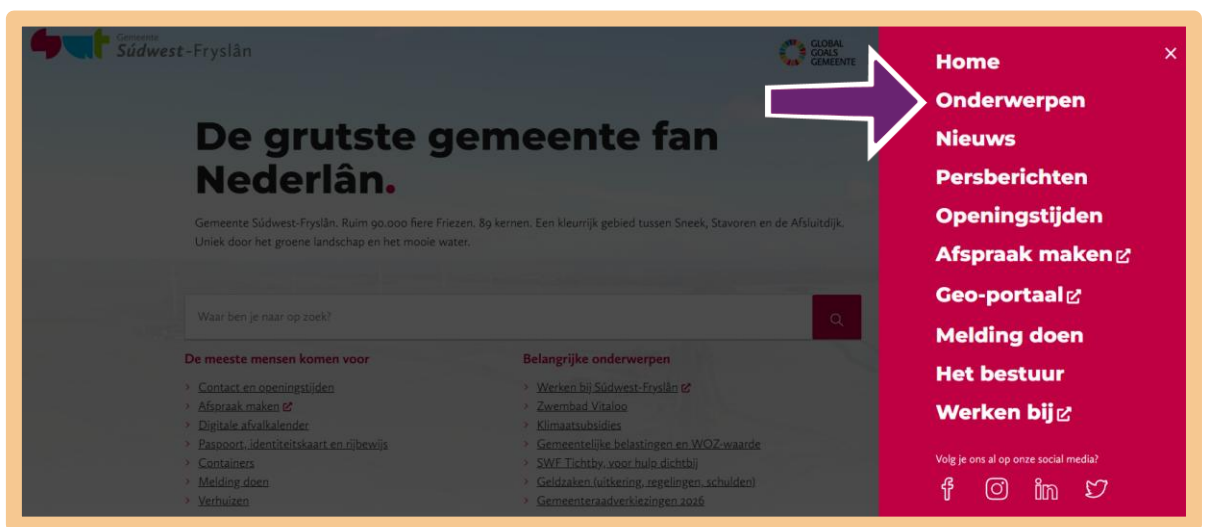 Gemeente
Súdwest-Fryslân
GLOBAL
GOALS
GEMEENTE
De grutste gemeente fan
Nederlân.
Gemeente Súdwest-Fryslân. Ruim 90.000 fiere Friezen. 89 kernen. Een kleurrijk gebied tussen Sneek, Stavoren en de Afsluitdijk.
Uniek door het groene landschap en het mooie water.
Waar ben je naar op zoek?
De meeste mensen komen voor
Contact en openingstijden
Afspraak maken
Digitale afvalkalender
Paspoort, identiteitskaart en rijbewijs
Containers
Melding doen
Verhuizen
Belangrijke onderwerpen
Werken bij Súdwest-Fryslân
Zwembad Vitaloo
Klimaatsubsidies
Gemeentelijke belastingen en WOZ-waarde
SWF Tichtby, voor hulp dichtbij
Geldzaken (uitkering, regelingen, schulden)
Gemeenteraadverkiezingen 2026
Home
Onderwerpen
Nieuws
Persberichten
Openingstijden
Afspraak maken
Geo-portaal
Melding doen
Het bestuur
Werken bij
Volg je ons al op onze social media?